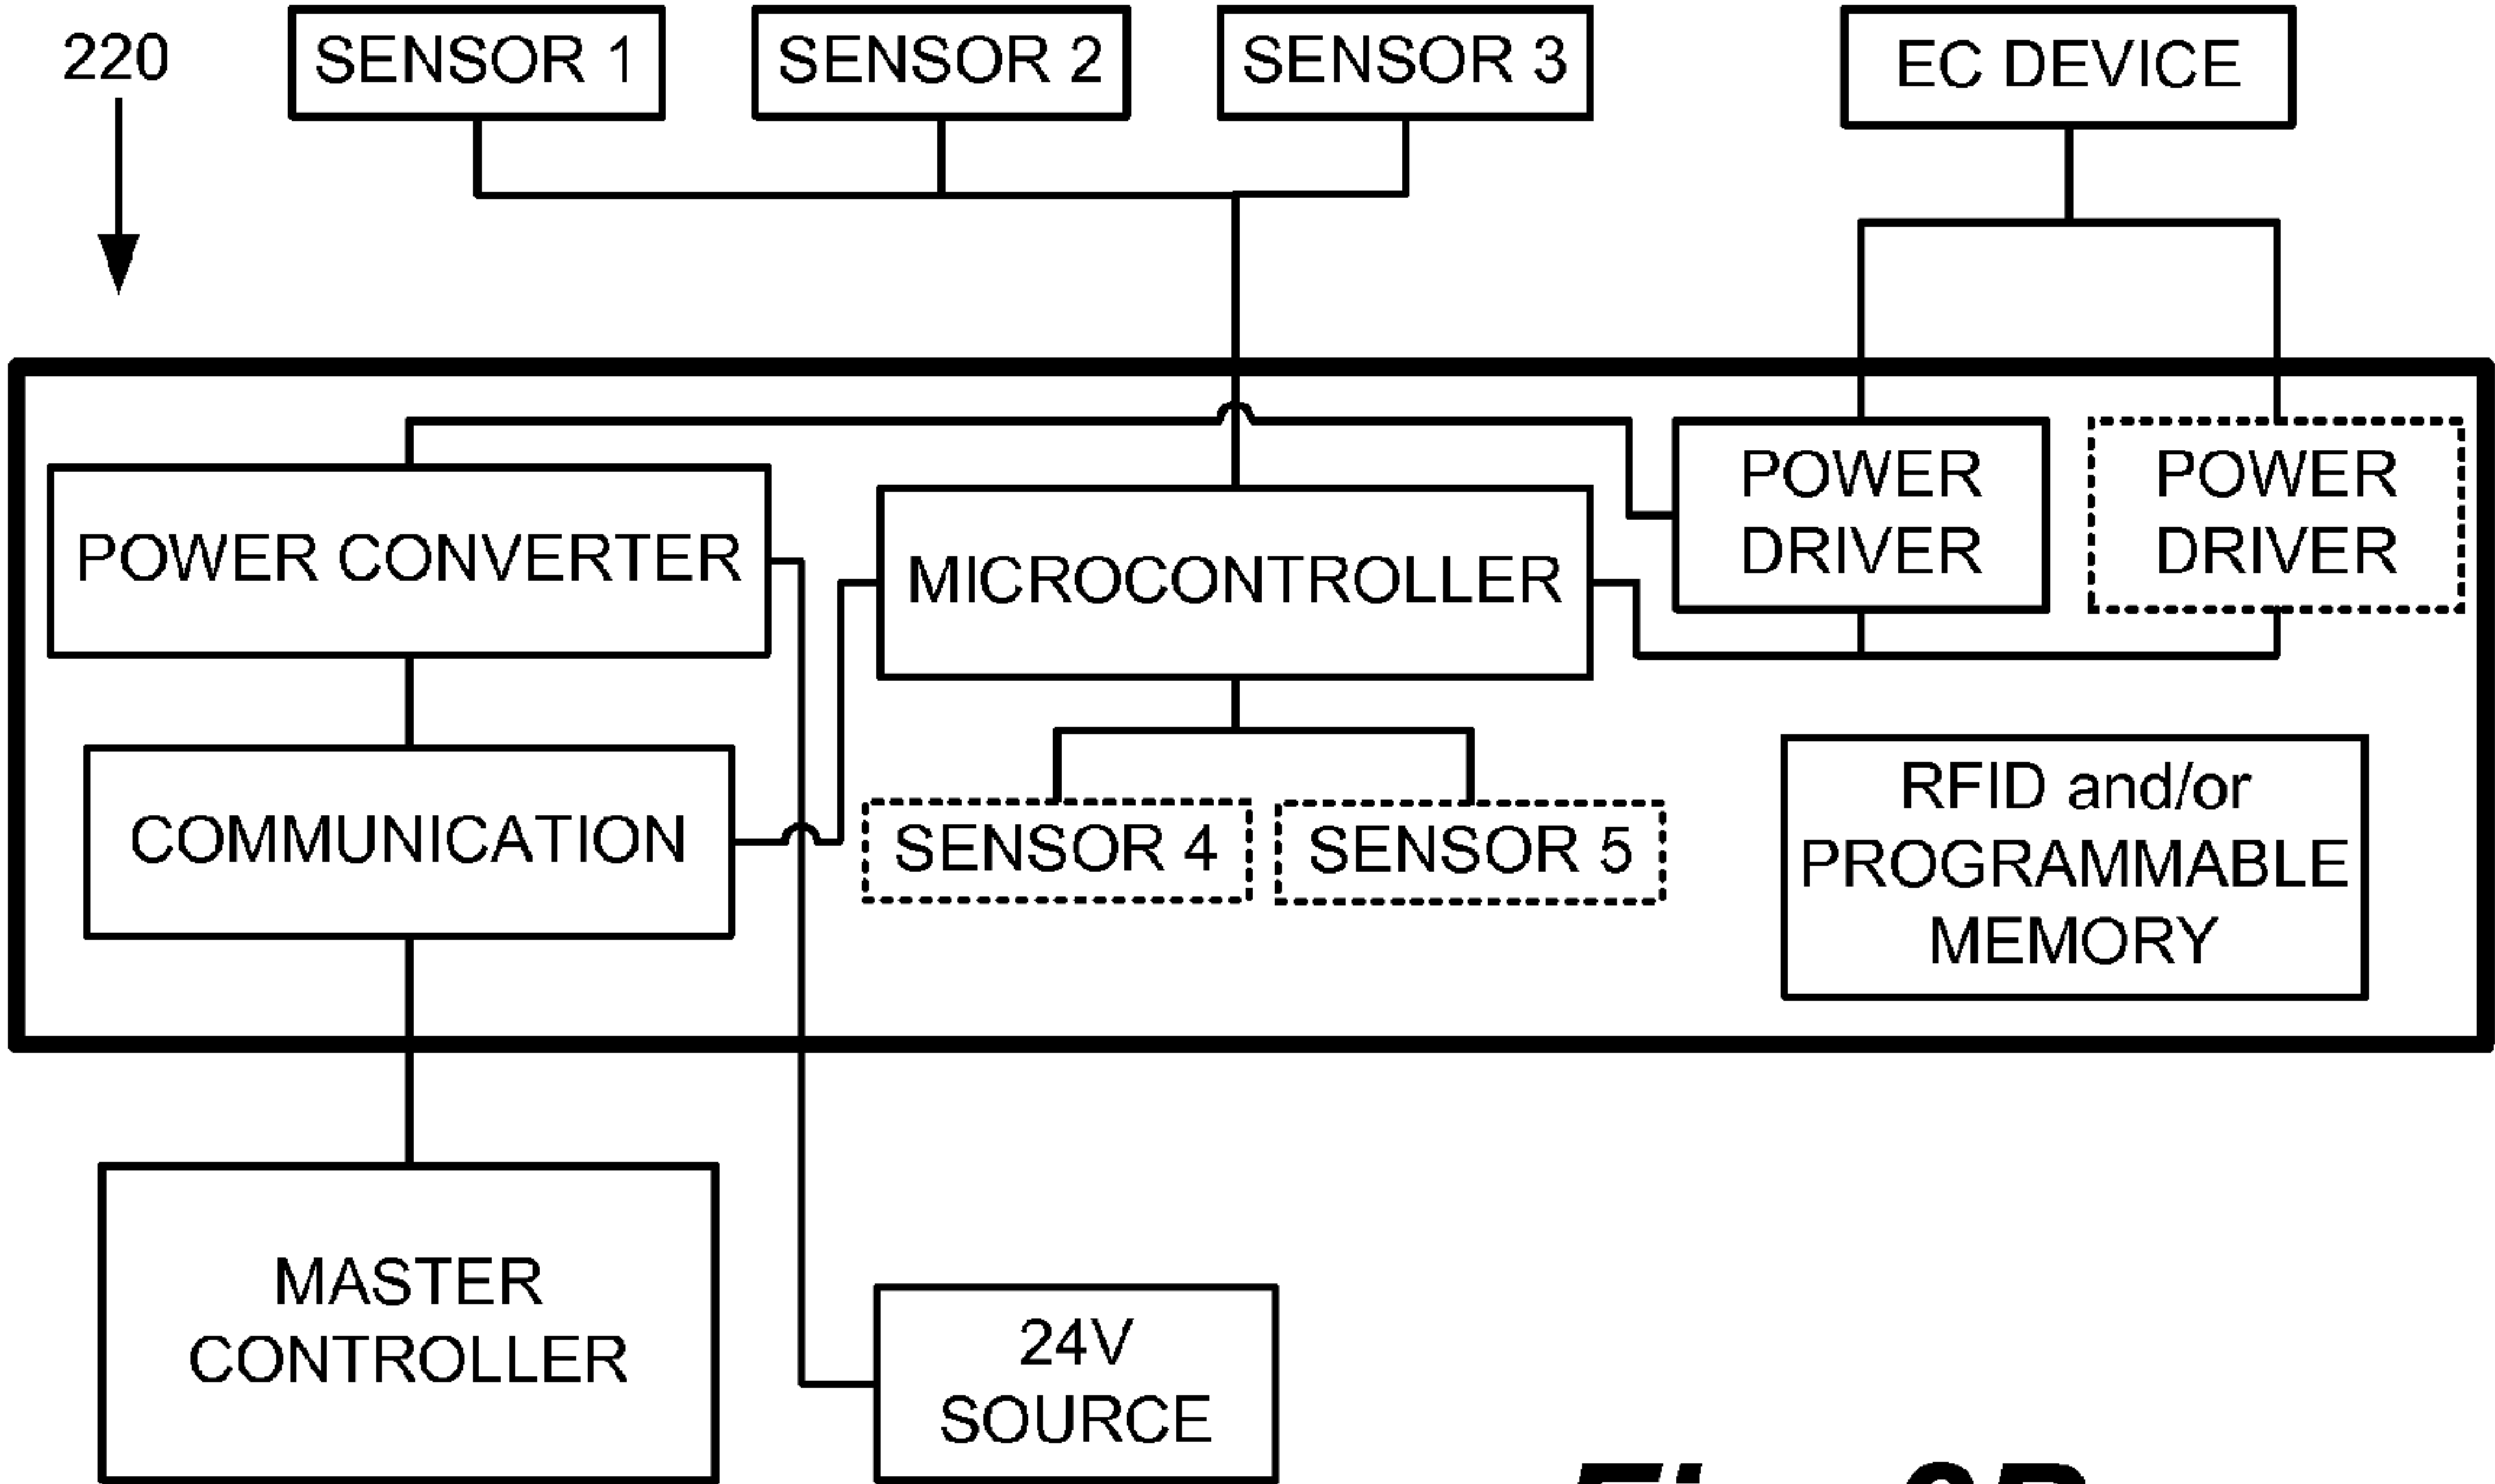 220
SENSOR 1
SENSOR 2
SENSOR 3
EC DEVICE
POWER CONVERTER
MICROCONTROLLER
POWER
DRIVER
POWER
DRIVER
COMMUNICATION
SENSOR 4
SENSOR 5
RFID and/or
PROGRAMMABLE
MEMORY
MASTER
CONTROLLER
24V
SOURCE